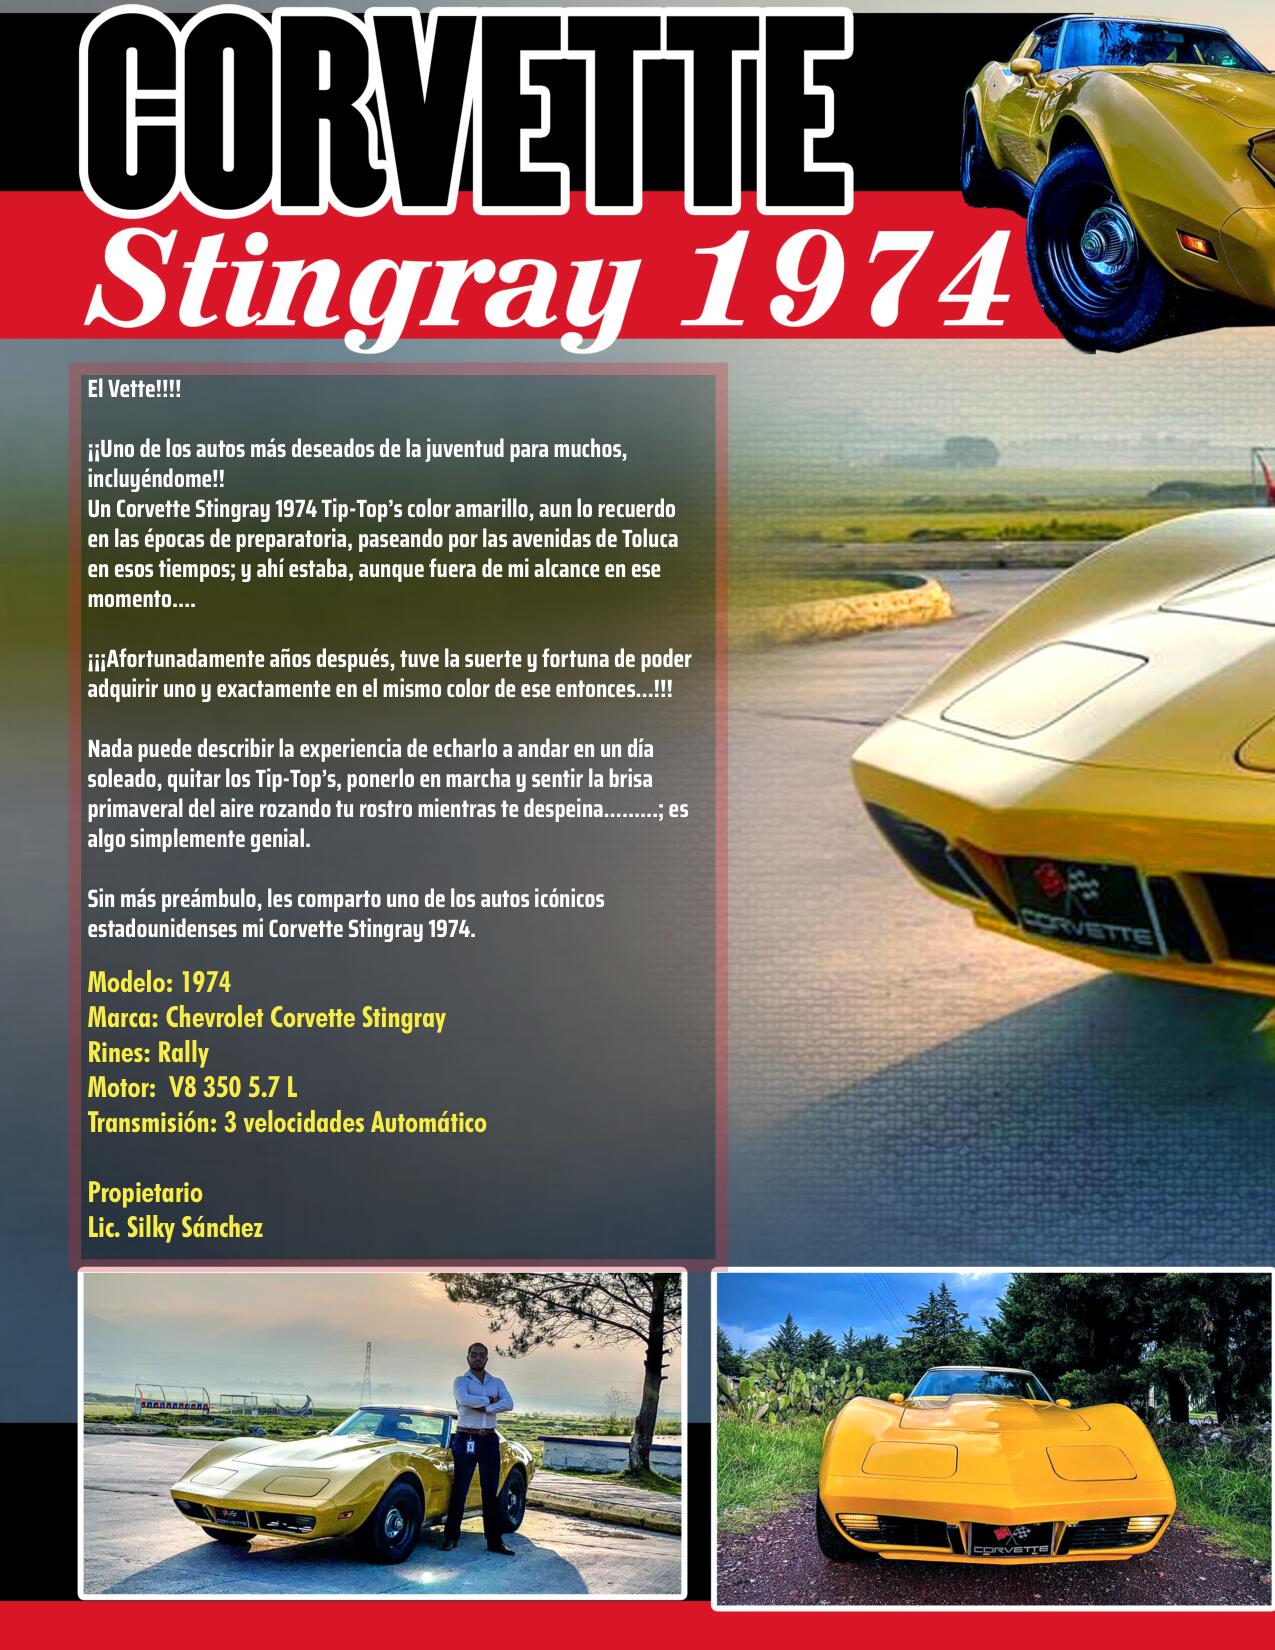 CORVETTE
Stingray 1974
El Vette!!!!
¡¡Uno de los autos más deseados de la juventud para muchos,
incluyéndome!!
Un Corvette Stingray 1974 Tip-Top’s color amarillo, aun lo recuerdo
en las épocas de preparatoria, paseando por las avenidas de Toluca
en esos tiempos; y ahí estaba, aunque fuera de mi alcance en ese
momento....
¡¡¡Afortunadamente años después, tuve la suerte y fortuna de poder
adquirir uno y exactamente en el mismo color de ese entonces...!!!
Nada puede describir la experiencia de echarlo a andar en un día
soleado, quitar los Tip-Top’s, ponerlo en marcha y sentir la brisa
primaveral del aire rozando tu rostro mientras te despeina.........; es
algo simplemente genial.
Sin más preámbulo, les comparto uno de los autos icónicos
estadounidenses mi Corvette Stingray 1974.
Modelo: 1974
Marca: Chevrolet Corvette Stingray
Rines: Rally
Motor:  V8 350 5.7 L
Transmisión: 3 velocidades Automático
Propietario
Lic. Silky Sánchez
CORVETTE
CORVETTE
CORVETTE